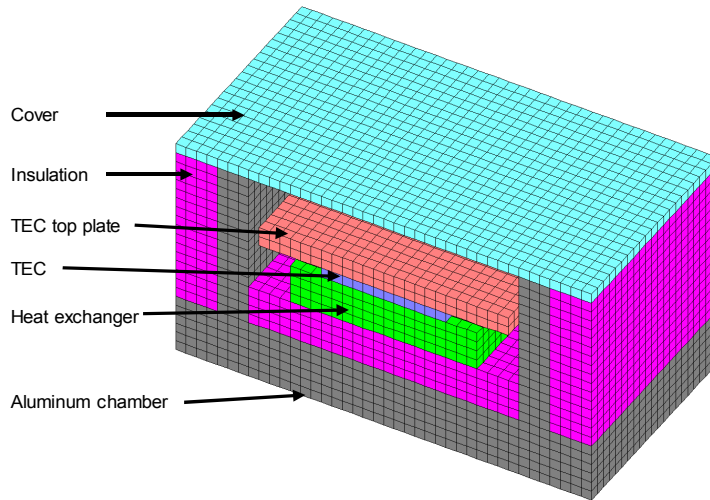 Cover
Insulation
TEC top plate
TEC
Heat exchanger
Aluminum chamber